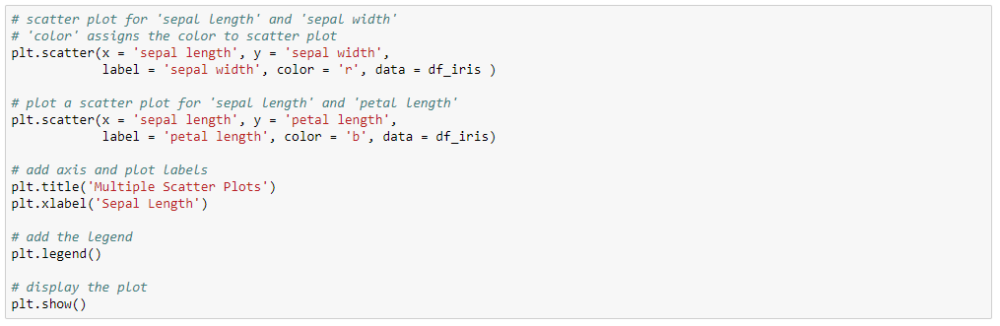 # scatter plot for 'sepal length' and 'sepal width'
# 'color' assigns the color to scatter plot
plt.scatter(x = 'sepal length', y = 'sepal width',
            label = 'sepal width', color = 'r', data = df_iris )

# plot a scatter plot for 'sepal length' and 'petal length'
plt.scatter(x = 'sepal length', y = 'petal length',
            label = 'petal length', color = 'b', data = df_iris)

# add axis and plot labels
plt.title('Multiple Scatter Plots')
plt.xlabel('Sepal Length')

# add the legend
plt.legend()

# display the plot
plt.show()